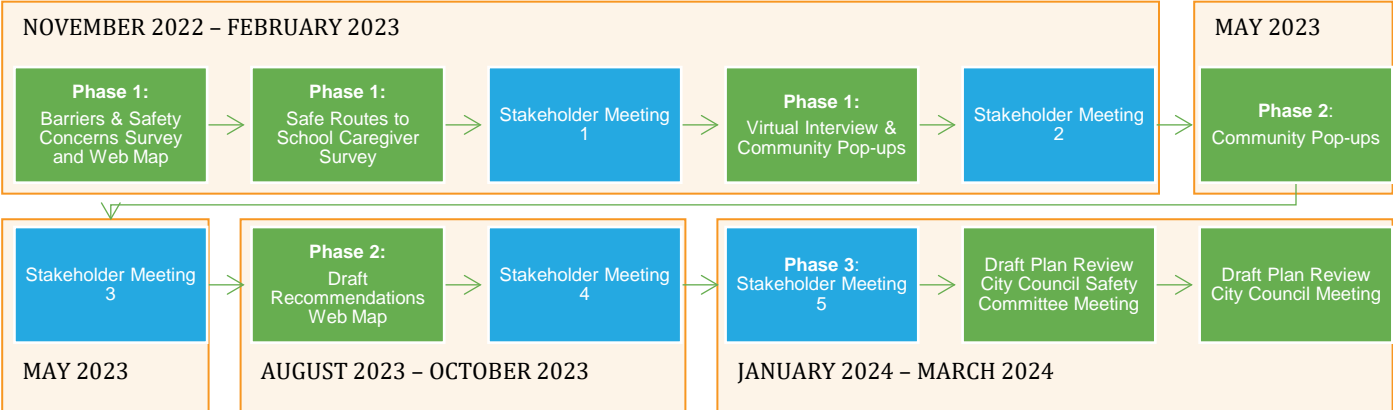 NOVEMBER 2022 – FEBRUARY 2023
MAY 2023
Phase 1:
Barriers & Safety
Concerns Survey
and Web Map
Phase 1:
Safe Routes to
School Caregiver
Survey
Stakeholder Meeting
1
Phase 1:
Virtual Interview &
Community Pop-ups
Stakeholder Meeting
2
Phase 2:
Community Pop-ups
Stakeholder Meeting
3
Phase 2:
Draft
Recommendations
Web Map
Stakeholder Meeting
4
Phase 3:
Stakeholder Meeting
5
Draft Plan Review
City Council Safety
Committee Meeting
Draft Plan Review
City Council Meeting
MAY 2023
AUGUST 2023 – OCTOBER 2023
JANUARY 2024 – MARCH 2024